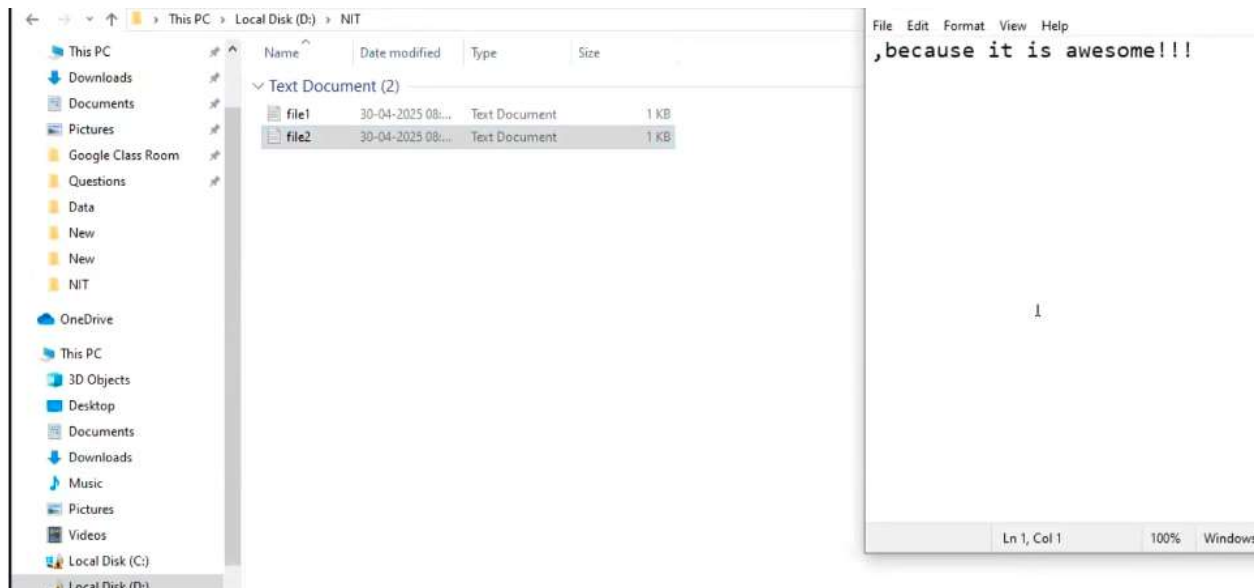 This PC > Local Disk (D:) > NIT
This PC
Downloads
Documents
Pictures
Google Class Room
Questions
Data
New
New
NIT
OneDrive
This PC
3D Objects
Desktop
Documents
Downloads
Music
Pictures
Videos
Local Disk (C:)
Local Disk (D:)
Name Date modified Type Size
Text Document (2)
file1 30-04-2025 08:... Text Document 1 KB
file2 30-04-2025 08:... Text Document 1 KB
File Edit Format View Help
,because it is awesome!!!
Ln 1, Col 1 100% Windows